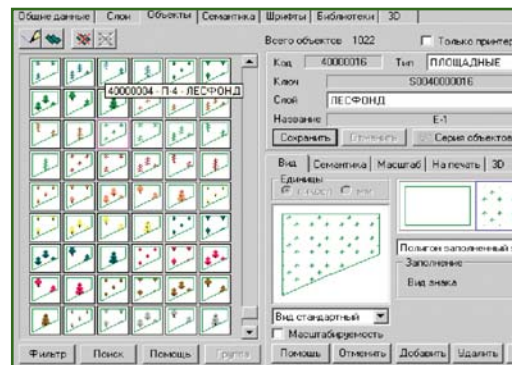 Общие данные Слои Объекты Семантика Шрифты Библиотеки 3D
Всего объектов 1022 Только принтер
Код 40000016 Тип ПЛОЩАДНЫЕ
Ключ S0040000016
40000004 - П-4 - ЛЕСФОНД
Слой ЛЕСФОНД
Название Е-1
Сохранить Отменить Серия объектов
Вид Семантика Масштаб На печать 3D
Единицы
мм
Полигон заполненный
Заполнение
Вид знака
Вид стандартный
Масштабируемость
Фильтр Поиск Помощь Группа
Помощь Отменить Добавить Удалить